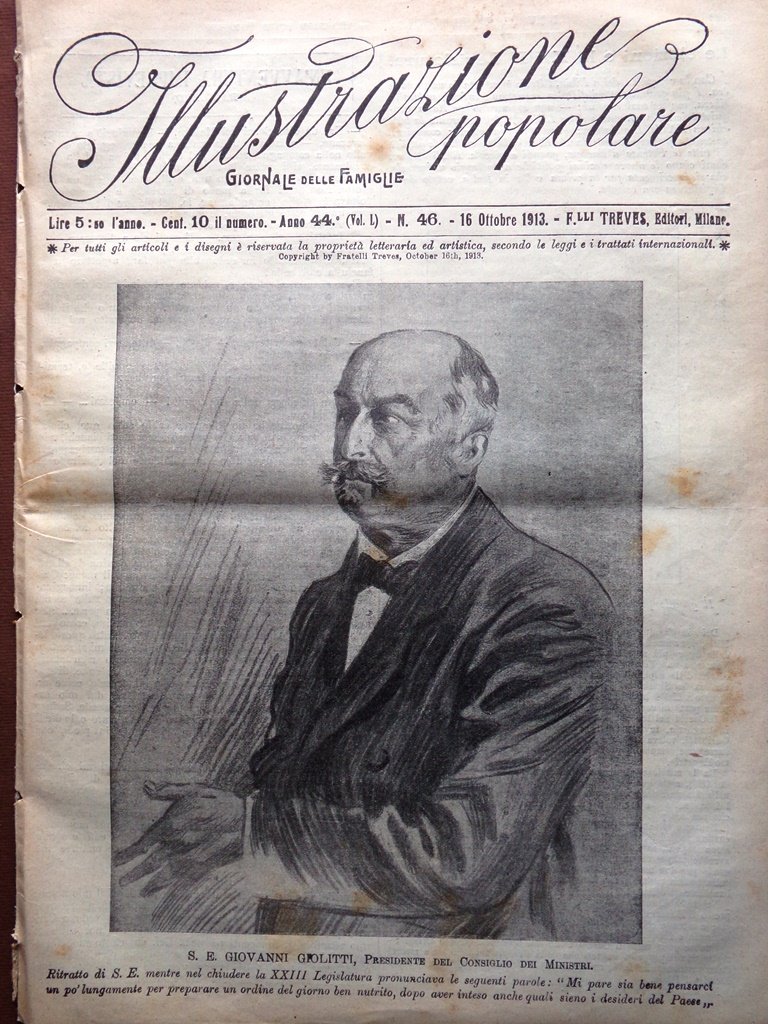 Illustrazione
popolare
GIORNALE DELLE FAMIGLIE
Lire 5:50 l'anno. - Cent. 10 il numero. - Anno 44.° (Vol. L) - N. 46. - 16 Ottobre 1913. - F.LLI TREVES, Editori, Milano.
* Per tutti gli articoli e i disegni è riservata la proprietà letteraria ed artistica, secondo le leggi e i trattati internazionali. *
Copyright by Fratelli Treves, October 16th, 1913.
S. E. GIOVANNI GIOLITTI, PRESIDENTE DEL CONSIGLIO DEI MINISTRI.
Ritratto di S. E. mentre nel chiudere la XXIII Legislatura pronunciava le seguenti parole: "Mi pare sia bene pensarci
un po' lungamente per preparare un ordine del giorno ben nutrito, dopo aver inteso anche quali sieno i desideri del Paese„